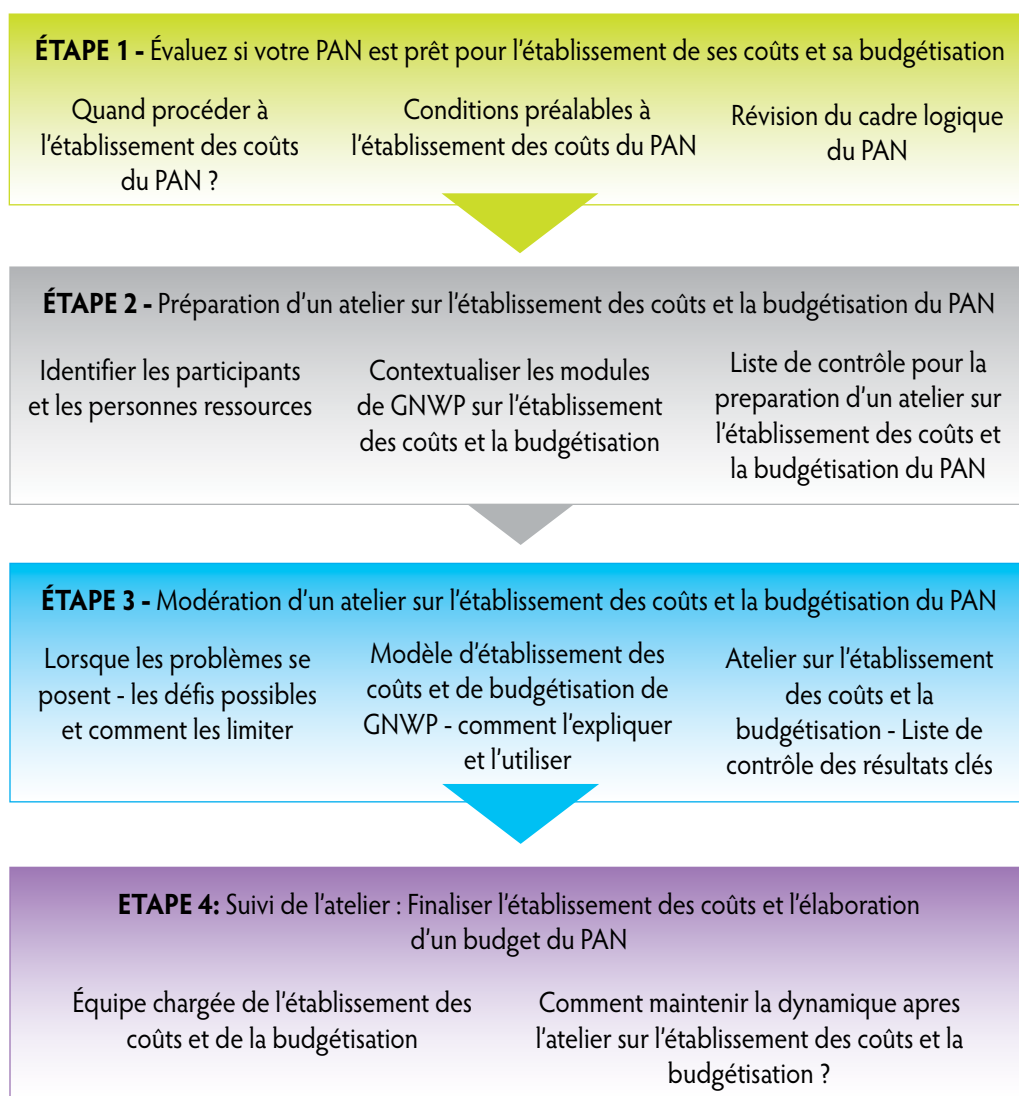 ÉTAPE 1 - Évaluez si votre PAN est prêt pour l'établissement de ses coûts et sa budgétisation
Quand procéder à
l'établissement des coûts
du PAN ?
Conditions préalables à
l'établissement des coûts du PAN
Révision du cadre logique
du PAN
ÉTAPE 2 - Préparation d'un atelier sur l'établissement des coûts et la budgétisation du PAN
Identifier les participants
et les personnes ressources
Contextualiser les modules
de GNWP sur l'établissement
des coûts et la budgétisation
Liste de contrôle pour la
preparation d'un atelier sur
l'établissement des coûts et
la budgétisation du PAN
ÉTAPE 3 - Modération d'un atelier sur l'établissement des coûts et la budgétisation du PAN
Lorsque les problèmes se
posent - les défis possibles
et comment les limiter
Modèle d'établissement des
coûts et de budgétisation de
GNWP - comment l'expliquer
et l'utiliser
Atelier sur l'établissement
des coûts et la
budgétisation - Liste de
contrôle des résultats clés
ETAPE 4: Suivi de l'atelier : Finaliser l'établissement des coûts et l'élaboration
d'un budget du PAN
Équipe chargée de l'établissement des
coûts et de la budgétisation
Comment maintenir la dynamique apres
l'atelier sur l'établissement des coûts et la
budgétisation ?